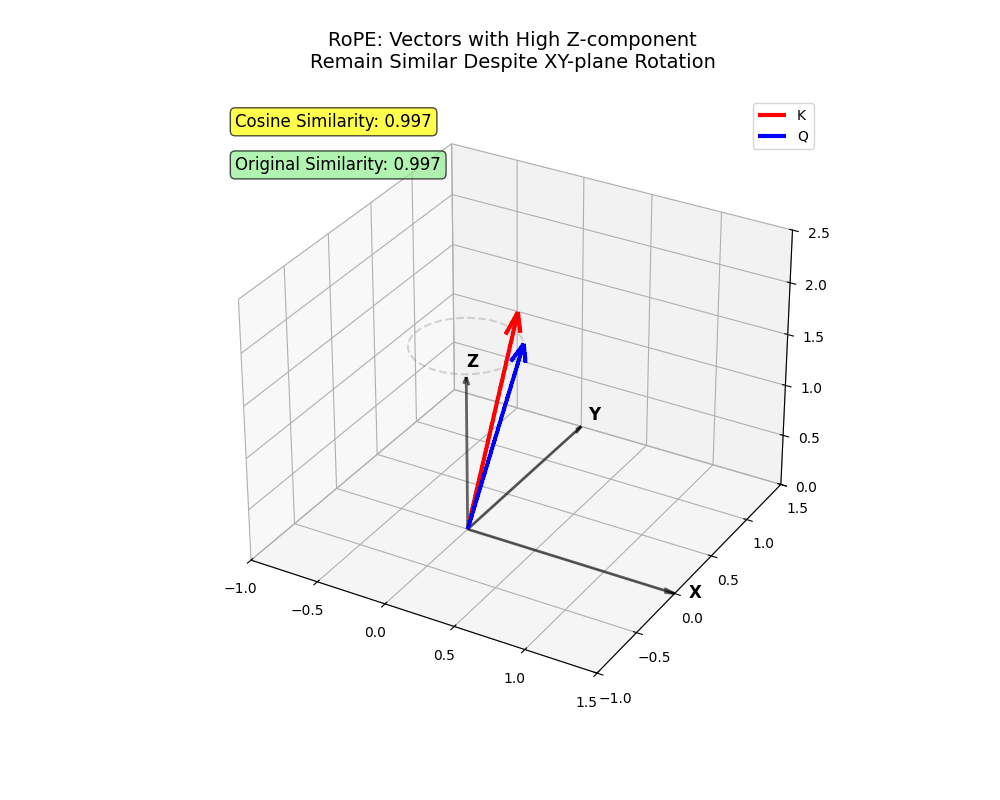 RoPE: Vectors with High Z-component
Remain Similar Despite XY-plane Rotation
Cosine Similarity: 0.997
Original Similarity: 0.997
K
Q
Z
Y
X
2.5
2.0
1.5
1.0
0.5
0.0
1.5
1.0
0.5
0.0
−0.5
−1.0
−1.0
−0.5
0.0
0.5
1.0
1.5